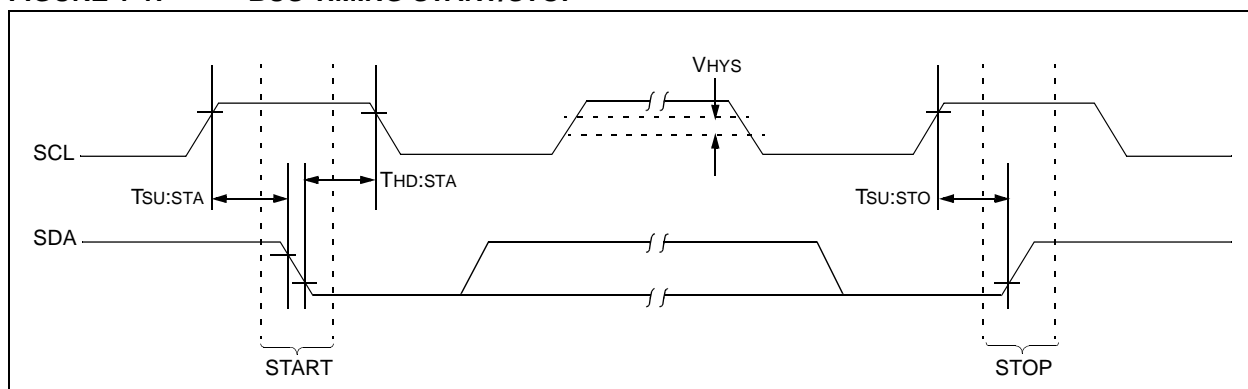 VHYS
SCL
TSU:STA
THD:STA
TSU:STO
SDA
START
STOP